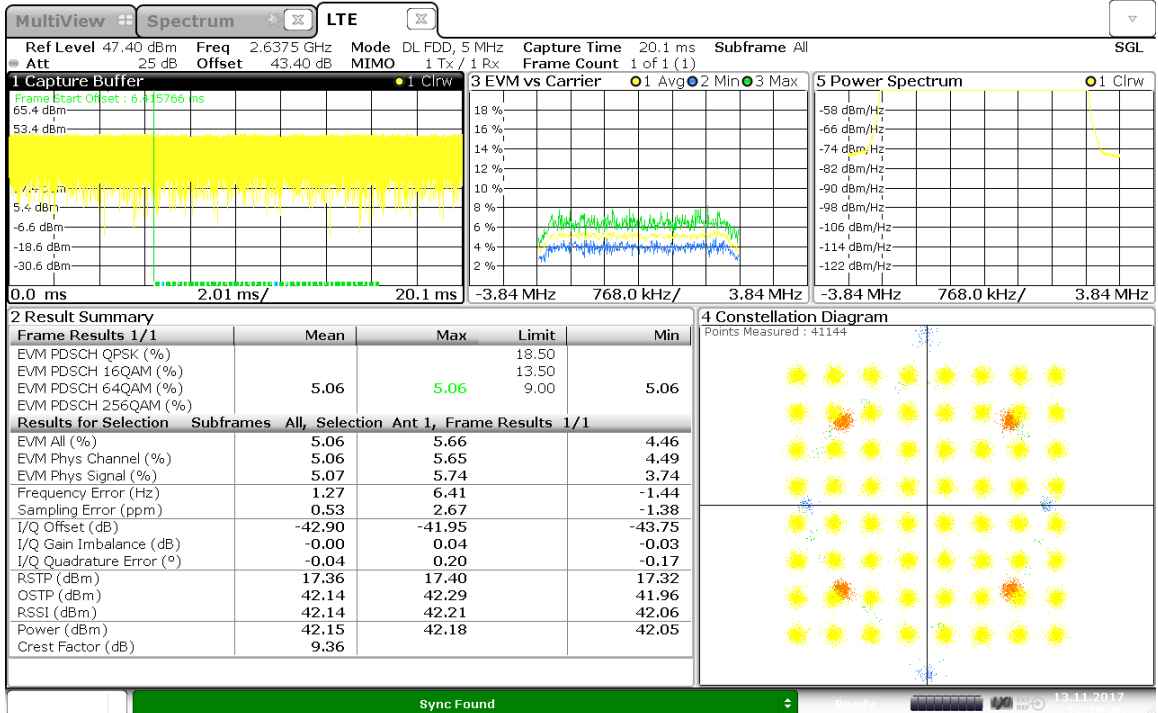 MultiView Spectrum LTE
Ref Level 47.40 dBm Freq 2.6375 GHz Mode DL FDD, 5 MHz Capture Time 20.1 ms Subframe All SGL
Att 25 dB Offset 43.40 dB MIMO 1 Tx / 1 Rx Frame Count 1 of 1 (1)
1 Capture Buffer 1 Clrw
Frame Start Offset : 6.415766 ms
65.4 dBm
53.4 dBm
5.4 dBm
-6.6 dBm
-18.6 dBm
-30.6 dBm
0.0 ms 2.01 ms/ 20.1 ms
3 EVM vs Carrier 1 Avg 2 Min 3 Max
18 %
16 %
14 %
12 %
10 %
8 %
6 %
4 %
2 %
-3.84 MHz 768.0 kHz/ 3.84 MHz
5 Power Spectrum 1 Clrw
-58 dBm/Hz
-66 dBm/Hz
-74 dBm/Hz
-82 dBm/Hz
-90 dBm/Hz
-98 dBm/Hz
-106 dBm/Hz
-114 dBm/Hz
-122 dBm/Hz
-3.84 MHz 768.0 kHz/ 3.84 MHz
2 Result Summary
Frame Results 1/1 Mean Max Limit Min
EVM PDSCH QPSK (%) 18.50
EVM PDSCH 16QAM (%) 13.50
EVM PDSCH 64QAM (%) 5.06 5.06 9.00 5.06
EVM PDSCH 256QAM (%)
Results for Selection Subframes All, Selection Ant 1, Frame Results 1/1
EVM All (%) 5.06 5.66 4.46
EVM Phys Channel (%) 5.06 5.65 4.49
EVM Phys Signal (%) 5.07 5.74 3.74
Frequency Error (Hz) 1.27 6.41 -1.44
Sampling Error (ppm) 0.53 2.67 -1.38
I/Q Offset (dB) -42.90 -41.95 -43.75
I/Q Gain Imbalance (dB) -0.00 0.04 -0.03
I/Q Quadrature Error (°) -0.04 0.20 -0.17
RSTP (dBm) 17.36 17.40 17.32
OSTP (dBm) 42.14 42.29 41.96
RSSI (dBm) 42.14 42.21 42.06
Power (dBm) 42.15 42.18 42.05
Crest Factor (dB) 9.36
4 Constellation Diagram
Points Measured : 41144
Sync Found
Ready
LXI
EXT
REF
13.11.2017